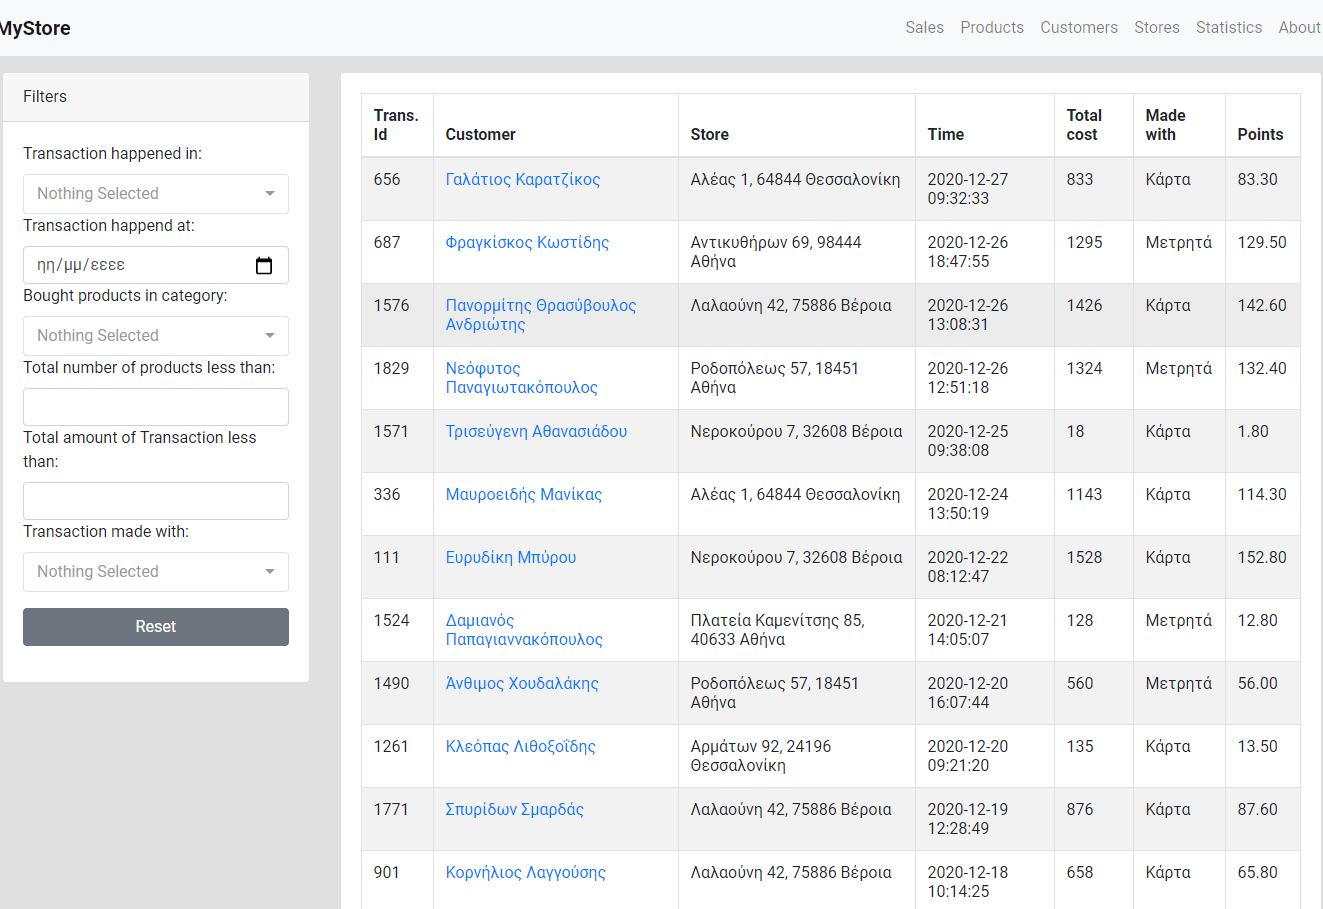 MyStore
Sales Products Customers Stores Statistics About
Filters
Transaction happened in:
Nothing Selected
Transaction happend at:
ηη/μμ/εεεε
Bought products in category:
Nothing Selected
Total number of products less than:
Total amount of Transaction less
than:
Transaction made with:
Nothing Selected
Reset
Trans. Total Made
Id Customer Store Time cost with Points
656 Γαλάτιος Καρατζίκος Αλέας 1, 64844 Θεσσαλονίκη 2020-12-27 833 Κάρτα 83.30
09:32:33
687 Φραγκίσκος Κωστίδης Αντικυθήρων 69, 98444 2020-12-26 1295 Μετρητά 129.50
Αθήνα 18:47:55
1576 Πανορμίτης Θρασύβουλος Λαλαούνη 42, 75886 Βέροια 2020-12-26 1426 Κάρτα 142.60
Ανδριώτης 13:08:31
1829 Νεόφυτος Ροδοπόλεως 57, 18451 2020-12-26 1324 Μετρητά 132.40
Παναγιωτακόπουλος Αθήνα 12:51:18
1571 Τρισεύγενη Αθανασιάδου Νεροκούρου 7, 32608 Βέροια 2020-12-25 18 Κάρτα 1.80
09:38:08
336 Μαυροειδής Μανίκας Αλέας 1, 64844 Θεσσαλονίκη 2020-12-24 1143 Κάρτα 114.30
13:50:19
111 Ευρυδίκη Μπύρου Νεροκούρου 7, 32608 Βέροια 2020-12-22 1528 Κάρτα 152.80
08:12:47
1524 Δαμιανός Πλατεία Καμενίτσης 85, 2020-12-21 128 Μετρητά 12.80
Παπαγιαννακόπουλος 40633 Αθήνα 14:05:07
1490 Άνθιμος Χουδαλάκης Ροδοπόλεως 57, 18451 2020-12-20 560 Μετρητά 56.00
Αθήνα 16:07:44
1261 Κλεόπας Λιθοξοΐδης Αρμάτων 92, 24196 2020-12-20 135 Κάρτα 13.50
Θεσσαλονίκη 09:21:20
1771 Σπυρίδων Σμαρδάς Λαλαούνη 42, 75886 Βέροια 2020-12-19 876 Κάρτα 87.60
12:28:49
901 Κορνήλιος Λαγγούσης Λαλαούνη 42, 75886 Βέροια 2020-12-18 658 Κάρτα 65.80
10:14:25